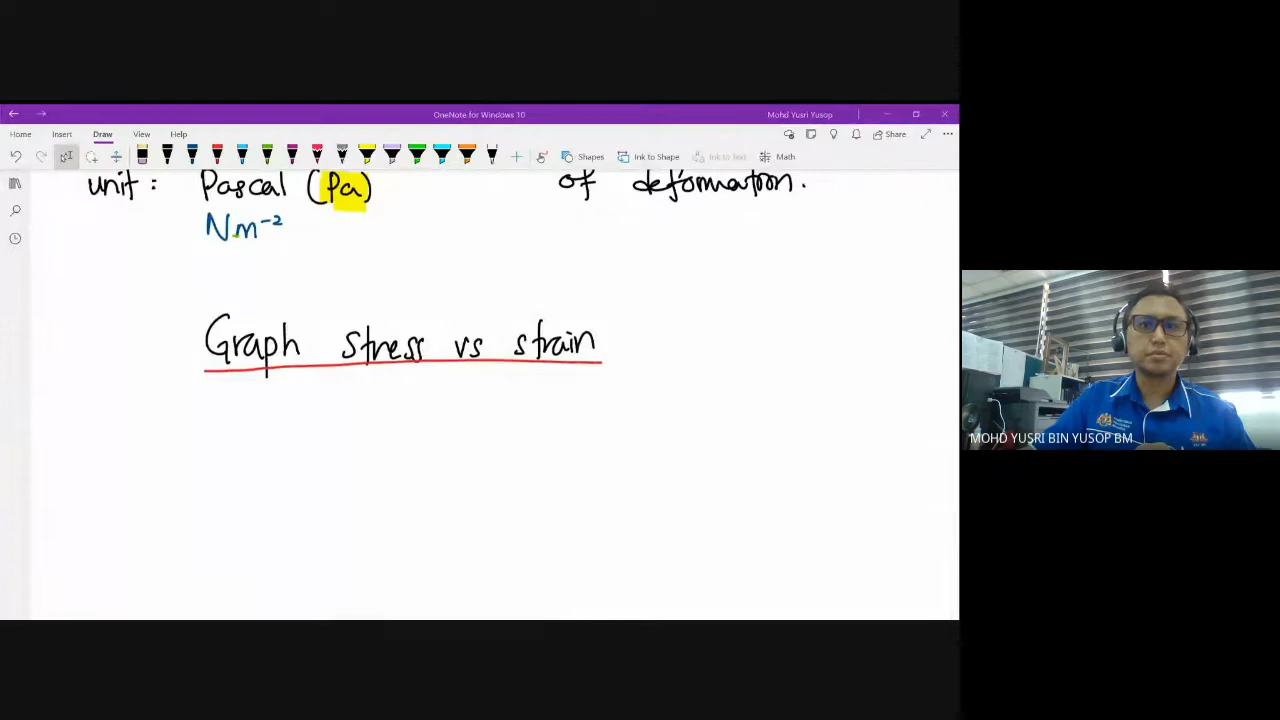 OneNote for Windows 10
Mohd Yusri Yusop
Home Insert Draw View Help
Share
Shapes Ink to Shape Ink to Text Math
unit : Pascal (Pa)
of deformation.
Nm⁻²
Graph stress vs strain
MOHD YUSRI BIN YUSOP BM